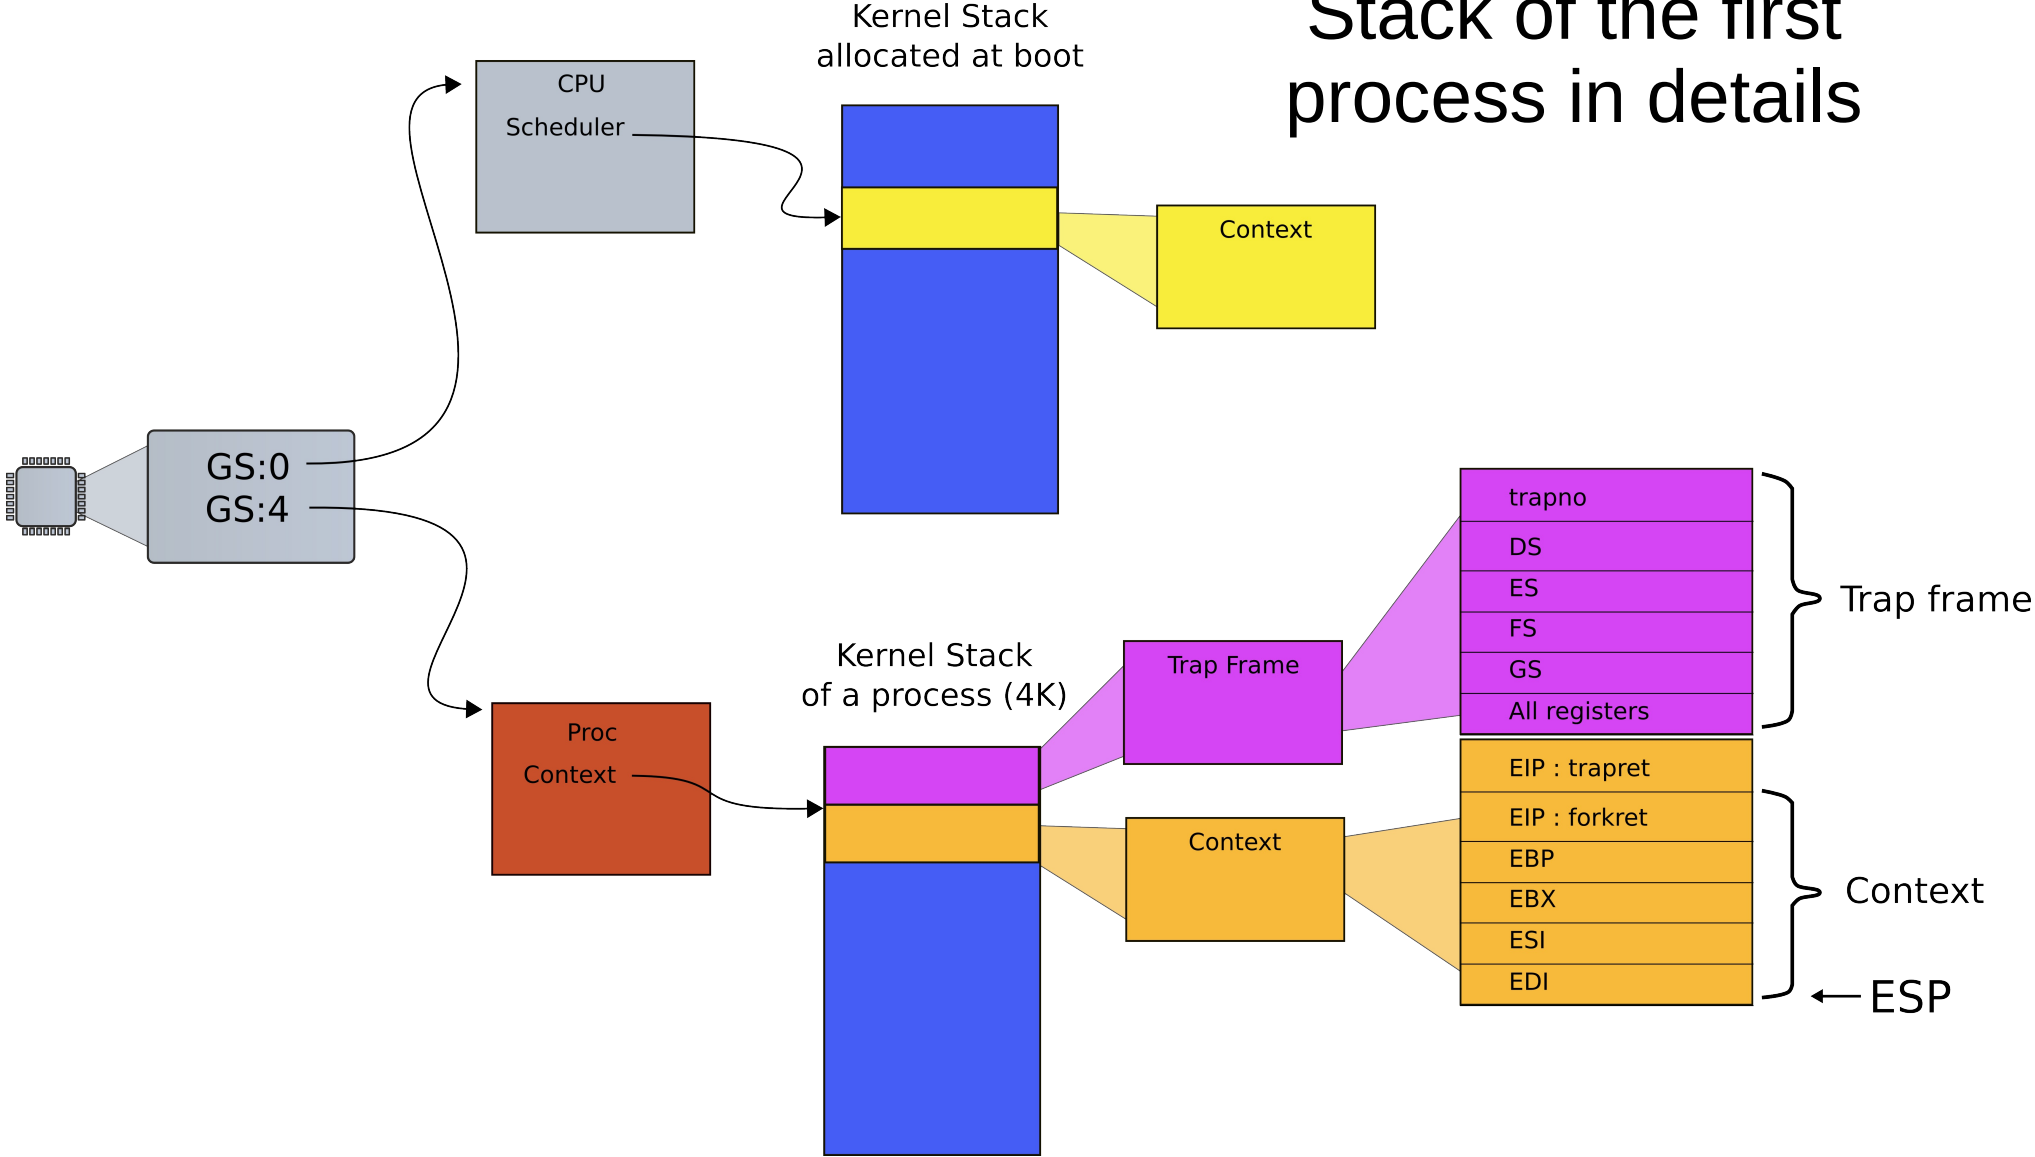 Stack of the first
process in details
Kernel Stack
allocated at boot
CPU
Scheduler
Context
GS:0
GS:4
Kernel Stack
of a process (4K)
Proc
Context
Trap Frame
Context
trapno
DS
ES
FS
GS
All registers
Trap frame
EIP : trapret
EIP : forkret
EBP
EBX
ESI
EDI
Context
ESP